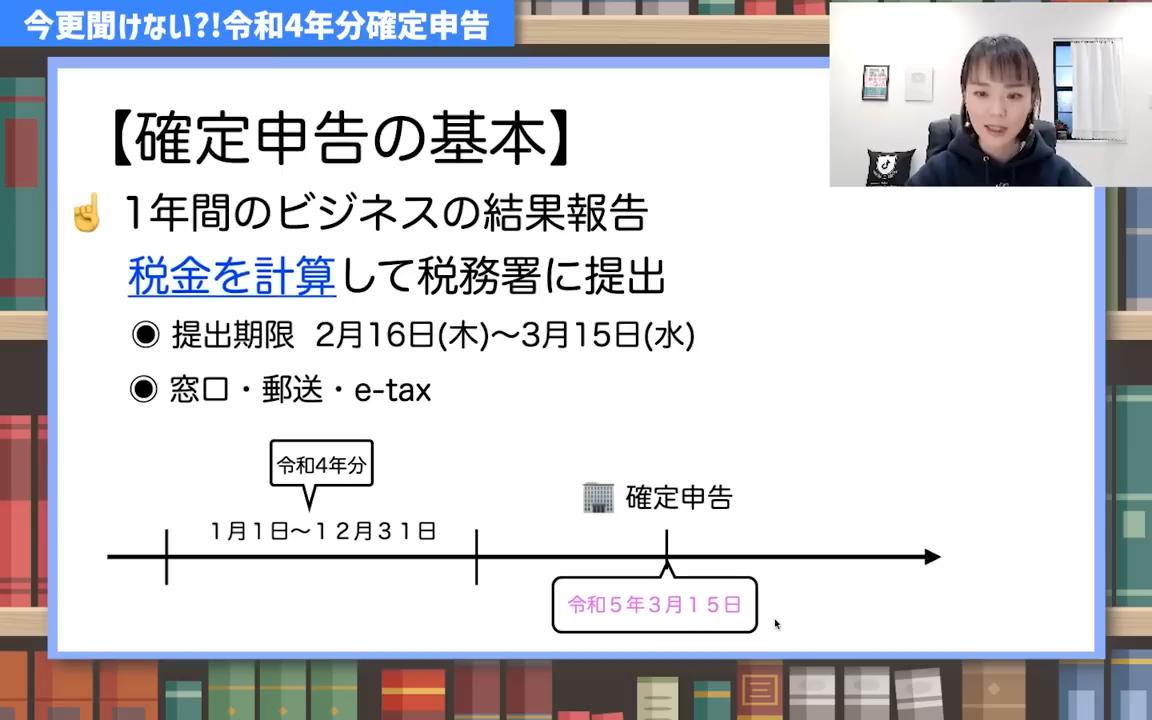 今更聞けない?!令和4年分確定申告
【確定申告の基本】
☝ 1年間のビジネスの結果報告
税金を計算して税務署に提出
◉ 提出期限 2月16日(木)〜3月15日(水)
◉ 窓口・郵送・e-tax
令和4年分
1月1日〜12月31日
確定申告
令和5年3月15日